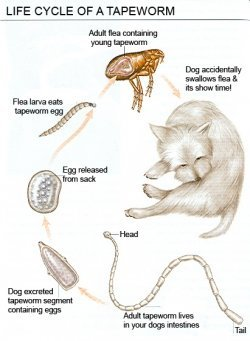 LIFE CYCLE OF A TAPEWORM
Adult flea containing
young tapeworm
Dog accidentally
swallows flea &
its show time!
Flea larva eats
tapeworm egg
Egg released
from sack
Head
Dog excreted
tapeworm segment
containing eggs
Adult tapeworm lives
in your dogs intestines
Tail